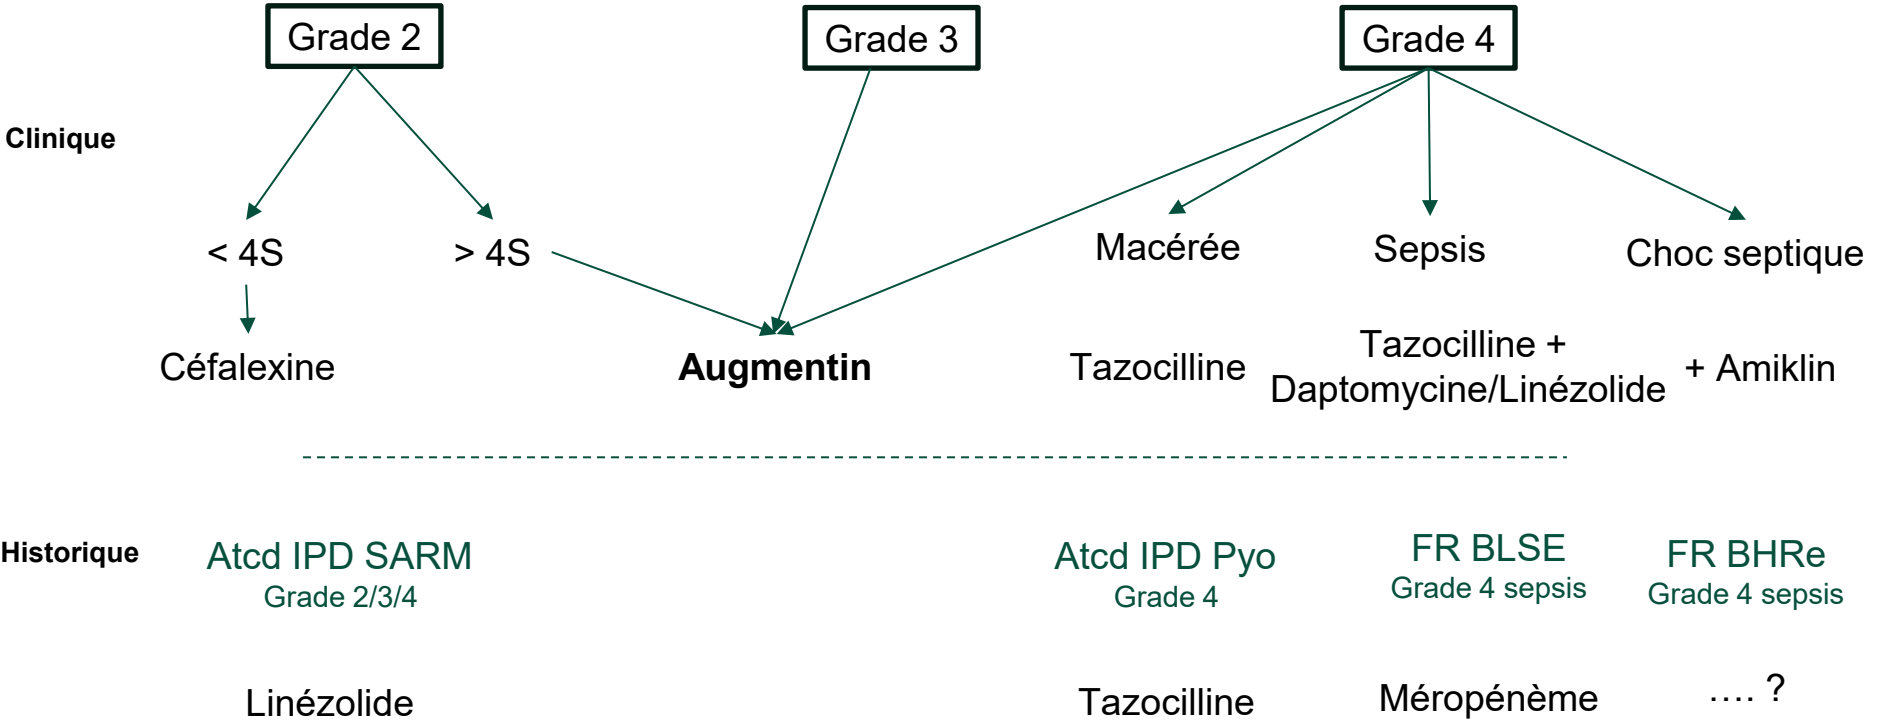 Grade 2
Grade 3
Grade 4
Clinique
< 4S
> 4S
Macérée
Sepsis
Choc septique
Céfalexine
Augmentin
Tazocilline
Tazocilline +
Daptomycine/Linézolide
+ Amiklin
Historique
Atcd IPD SARM
Grade 2/3/4
Atcd IPD Pyo
Grade 4
FR BLSE
Grade 4 sepsis
FR BHRe
Grade 4 sepsis
Linézolide
Tazocilline
Méropénème
…. ?